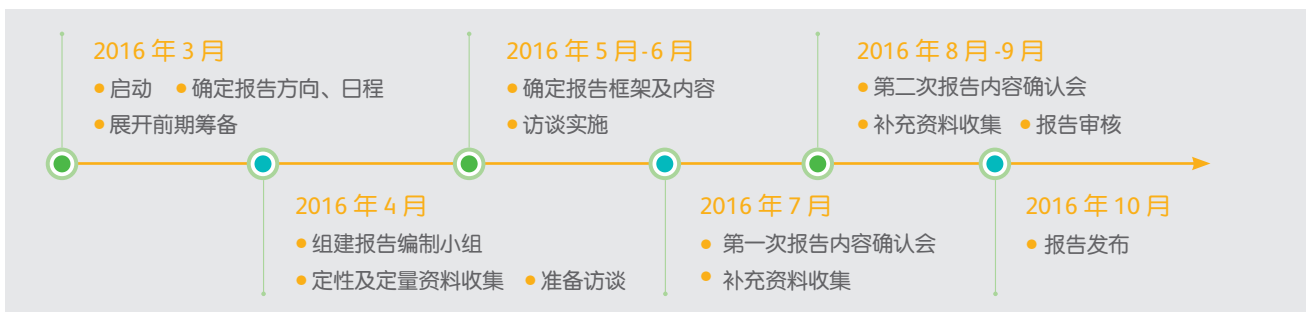 2016 年 3 月
• 启动 • 确定报告方向、日程
• 展开前期筹备
2016 年 4 月
• 组建报告编制小组
• 定性及定量资料收集 • 准备访谈
2016 年 5 月-6 月
• 确定报告框架及内容
• 访谈实施
2016 年 7 月
• 第一次报告内容确认会
• 补充资料收集
2016 年 8 月-9 月
• 第二次报告内容确认会
• 补充资料收集 • 报告审核
2016 年 10 月
• 报告发布